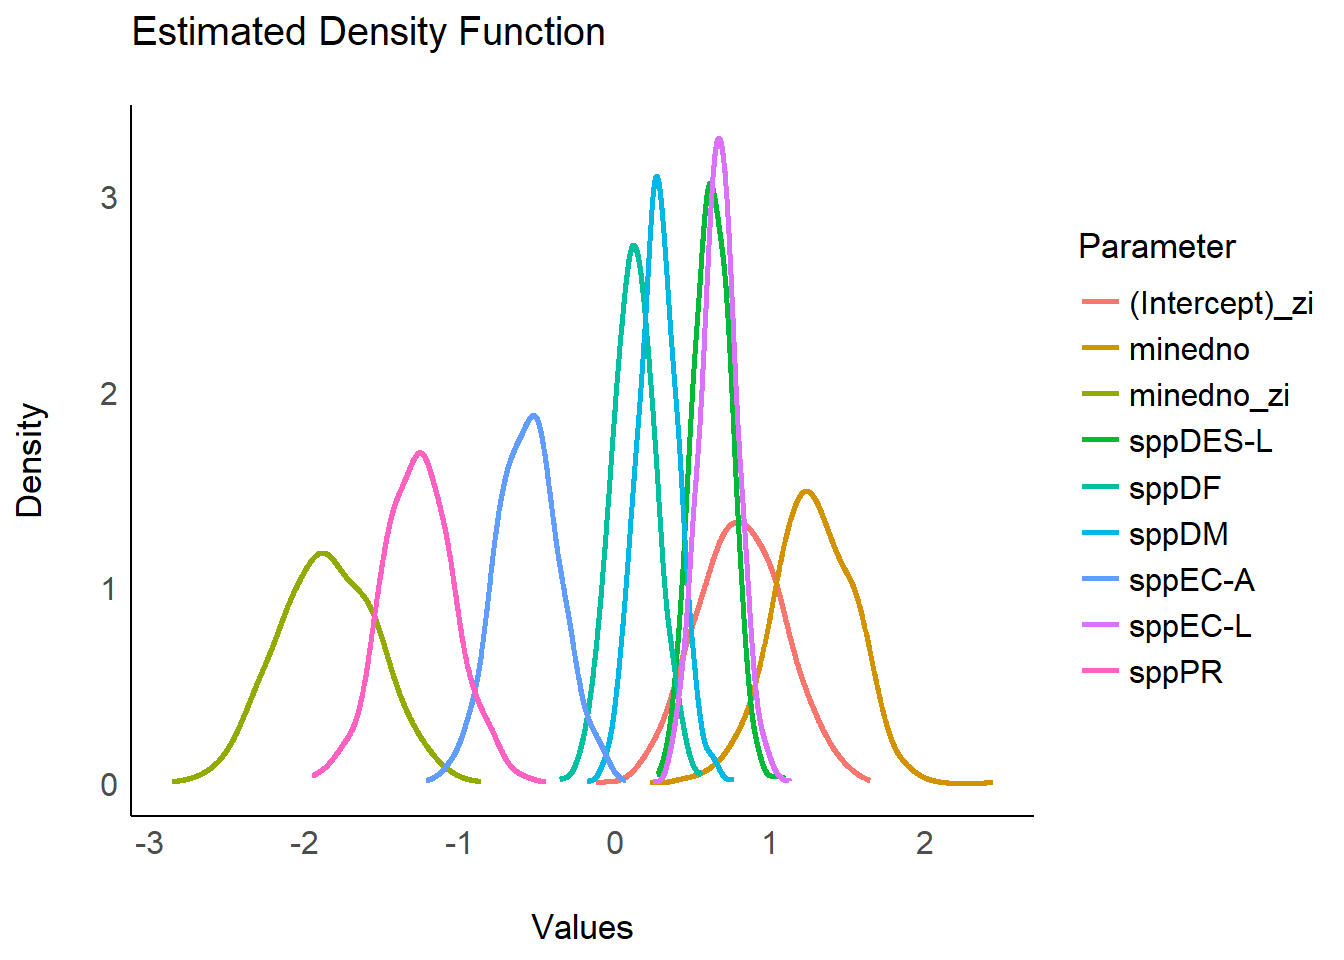 Estimated Density Function
Density
3
2
1
0
-3 -2 -1 0 1 2
Values
Parameter
(Intercept)_zi
minedno
minedno_zi
sppDES-L
sppDF
sppDM
sppEC-A
sppEC-L
sppPR